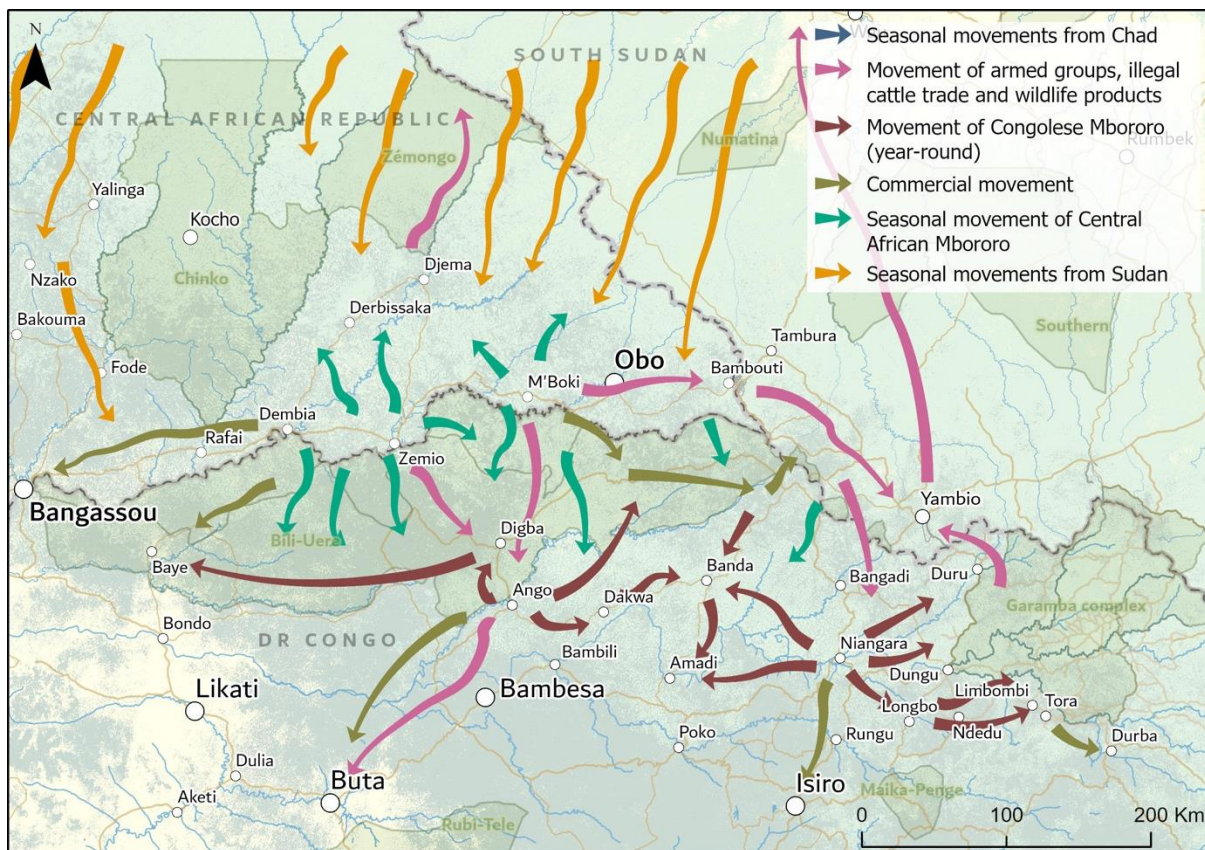 N
SOUTH SUDAN
CENTRAL AFRICAN REPUBLIC
Seasonal movements from Chad
Movement of armed groups, illegal
cattle trade and wildlife products
Movement of Congolese Mbororo
(year-round)
Commercial movement
Seasonal movement of Central
African Mbororo
Seasonal movements from Sudan
Numatina
Rumbek
Zémongo
Yalinga
Kocho
Nzako
Chinko
Djema
Bakouma
Derbissaka
Southern
Fode
Tambura
Obo
M'Boki
Bambouti
Dembia
Rafai
Zemio
Bangassou
Yambio
Bili-Uere
Digba
Baye
Banda
Bangadi
Duru
Ango
Dakwa
Garamba complex
Bondo
DR CONGO
Niangara
Bambili
Amadi
Dungu
Likati
Bambesa
Limbombi
Tora
Longbo
Ndedu
Poko
Rungu
Durba
Dulia
Buta
Isiro
Maika-Penge
Aketi
Rubi-Tele
0 100 200 Km